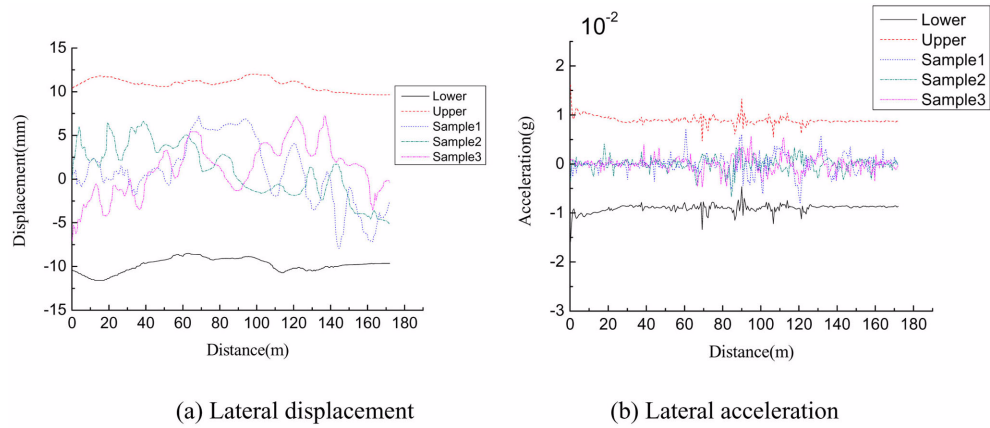 15
10
5
0
-5
-10
-15
Displacement(mm)
0 20 40 60 80 100 120 140 160 180
Distance(m)
Lower
Upper
Sample1
Sample2
Sample3
(a) Lateral displacement
10-2
3
2
1
0
-1
-2
-3
Acceleration(g)
0 20 40 60 80 100 120 140 160 180
Distance(m)
Lower
Upper
Sample1
Sample2
Sample3
(b) Lateral acceleration